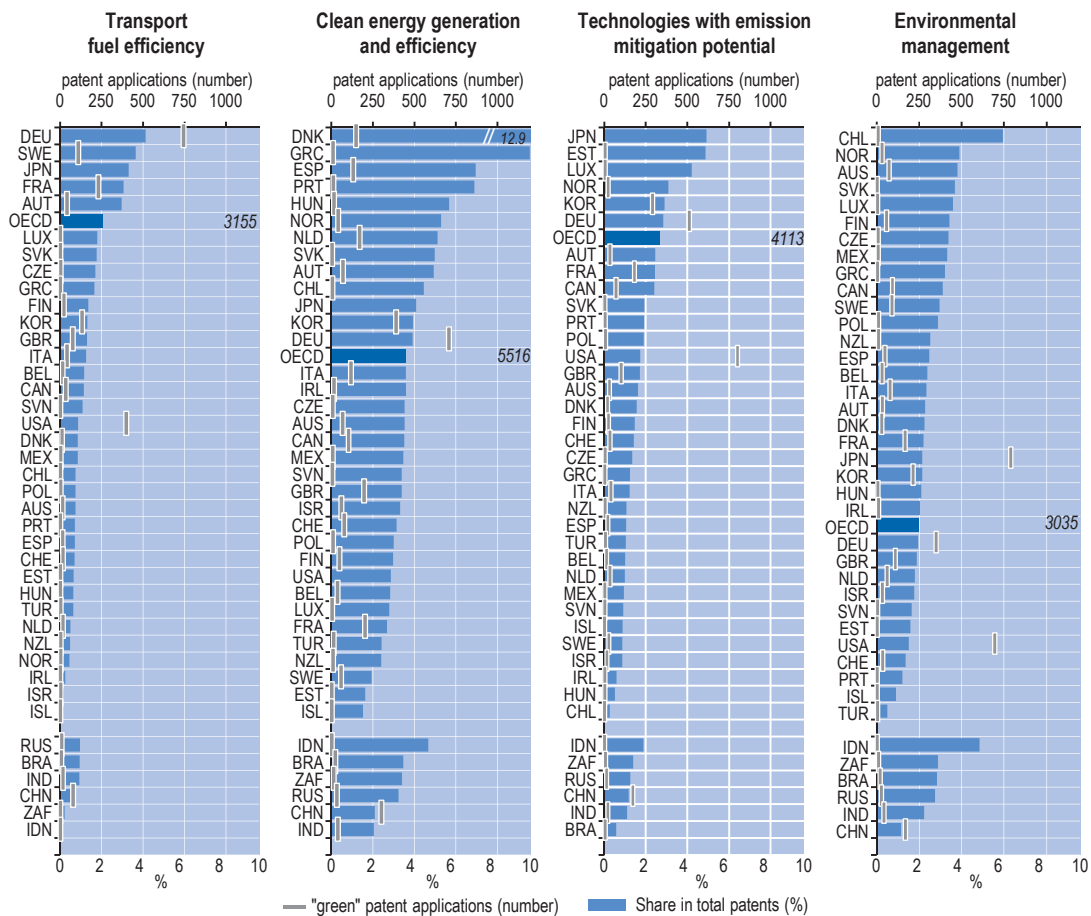 Transport
fuel efficiency
patent applications (number)
0 250 500 750 1000
DEU
SWE
JPN
FRA
AUT
OECD 3155
LUX
SVK
CZE
GRC
FIN
KOR
GBR
ITA
BEL
CAN
SVN
USA
DNK
MEX
CHL
POL
AUS
PRT
ESP
CHE
EST
HUN
TUR
NLD
NZL
NOR
IRL
ISR
ISL
RUS
BRA
IND
CHN
ZAF
IDN
0 2 4 6 8 10
%
Clean energy generation
and efficiency
patent applications (number)
0 250 500 750 1000
DNK 12.9
GRC
ESP
PRT
HUN
NOR
NLD
SVK
AUT
CHL
JPN
KOR
DEU
OECD 5516
ITA
IRL
CZE
AUS
CAN
MEX
SVN
GBR
ISR
CHE
POL
FIN
USA
BEL
LUX
FRA
TUR
NZL
SWE
EST
ISL
IDN
BRA
ZAF
RUS
CHN
IND
0 2 4 6 8 10
%
Technologies with emission
mitigation potential
patent applications (number)
0 250 500 750 1000
JPN
EST
LUX
NOR
KOR
DEU
OECD 4113
AUT
FRA
CAN
SVK
PRT
POL
USA
GBR
AUS
DNK
FIN
CHE
CZE
GRC
ITA
NZL
ESP
TUR
BEL
NLD
MEX
SVN
ISL
SWE
ISR
IRL
HUN
CHL
IDN
ZAF
RUS
CHN
IND
BRA
0 2 4 6 8 10
%
Environmental
management
patent applications (number)
0 250 500 750 1000
CHL
NOR
AUS
SVK
LUX
FIN
CZE
MEX
GRC
CAN
SWE
POL
NZL
ESP
BEL
ITA
AUT
DNK
FRA
JPN
KOR
HUN
IRL
OECD 3035
DEU
GBR
NLD
ISR
SVN
EST
USA
CHE
PRT
ISL
TUR
IDN
ZAF
BRA
RUS
IND
CHN
0 2 4 6 8 10
%
"green" patent applications (number) Share in total patents (%)